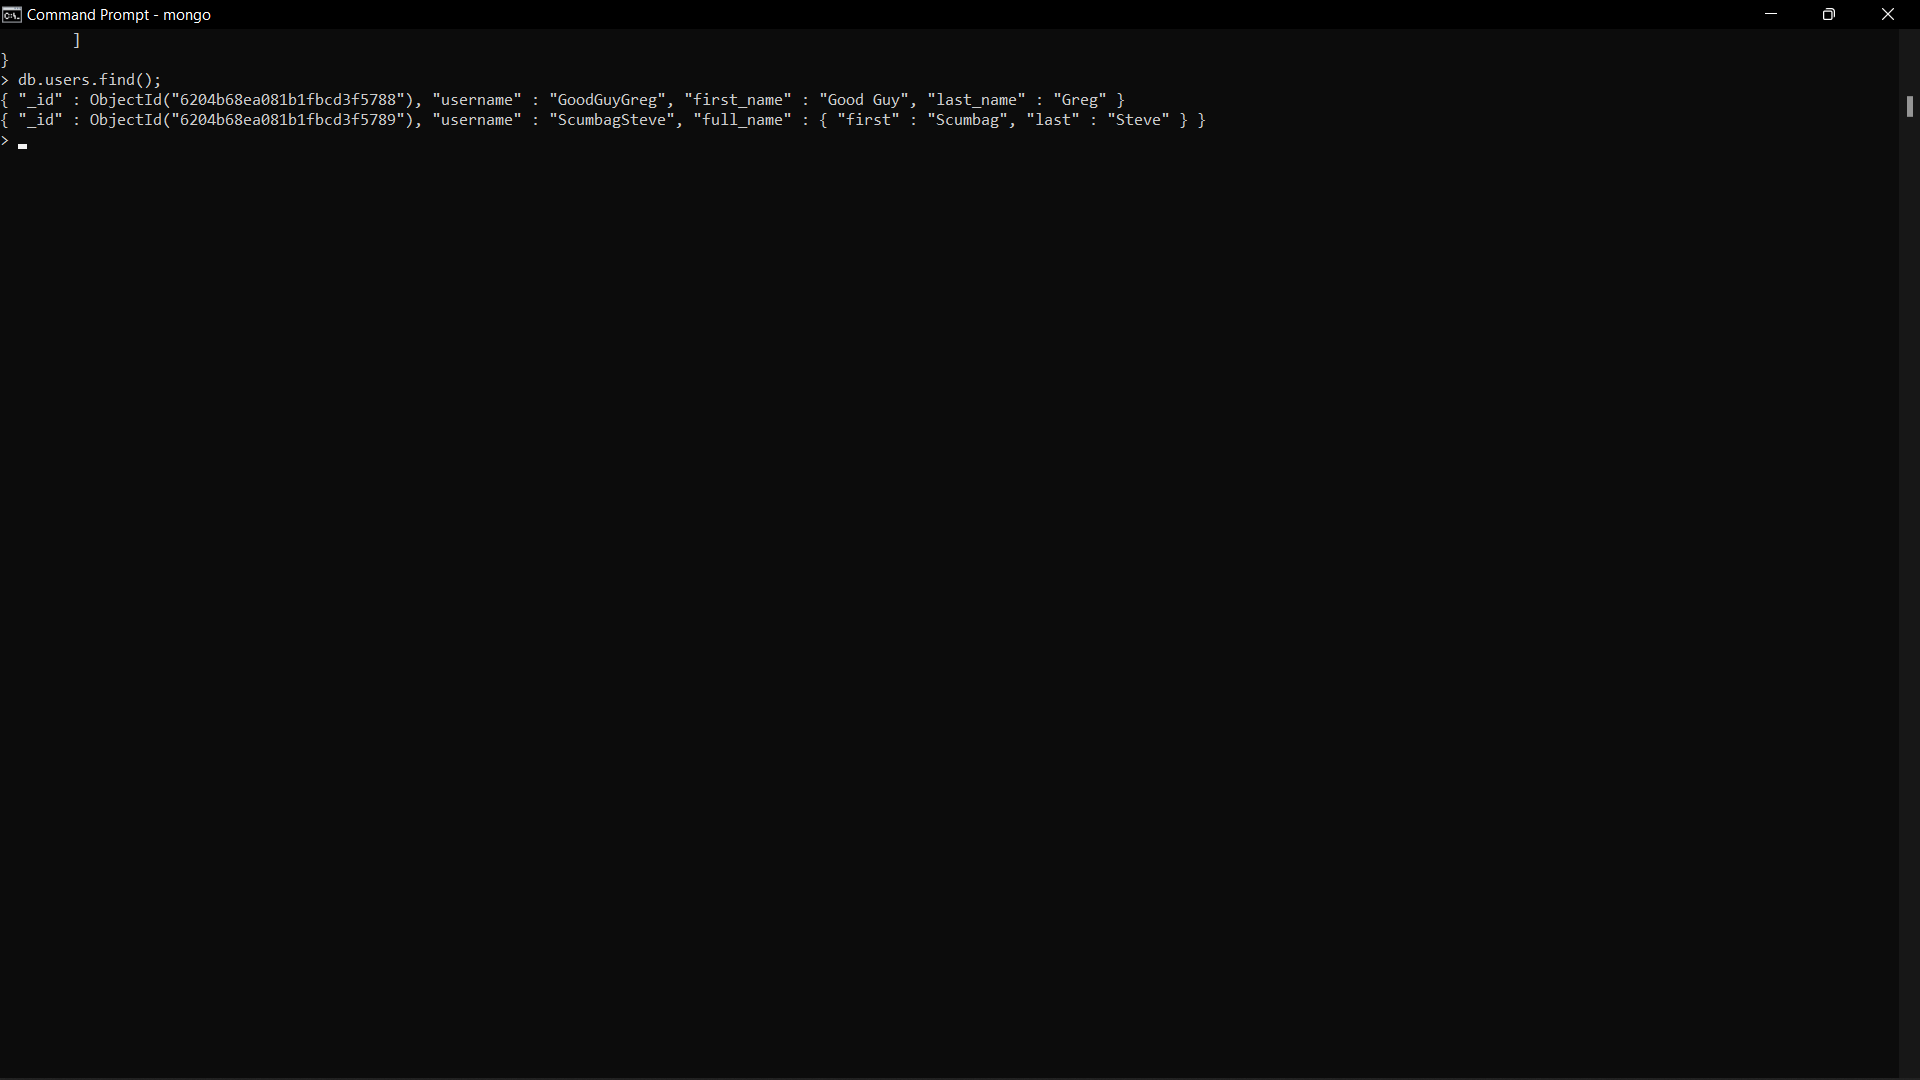 Command Prompt - mongo
]
}
> db.users.find();
{ "_id" : ObjectId("6204b68ea081b1fbcd3f5788"), "username" : "GoodGuyGreg", "first_name" : "Good Guy", "last_name" : "Greg" }
{ "_id" : ObjectId("6204b68ea081b1fbcd3f5789"), "username" : "ScumbagSteve", "full_name" : { "first" : "Scumbag", "last" : "Steve" } }
>